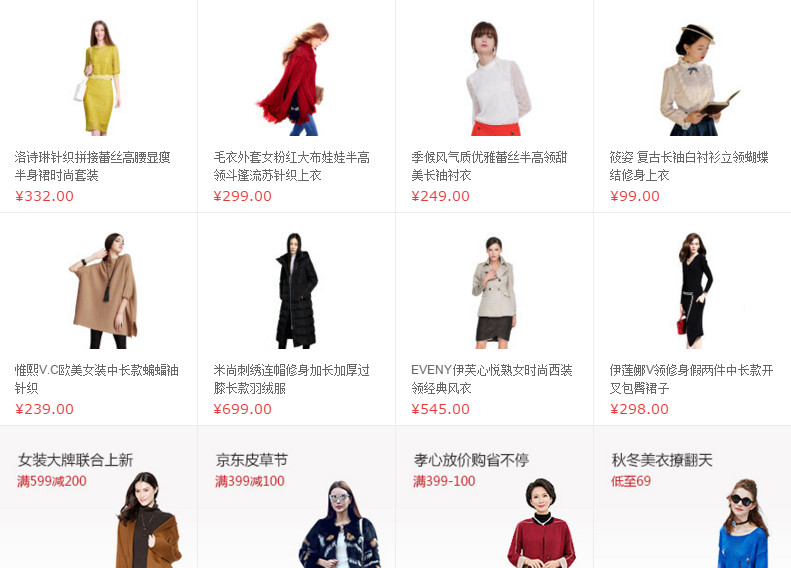 洛诗琳针织拼接蕾丝高腰显瘦
半身裙时尚套装
¥332.00
毛衣外套女粉红大布娃娃半高
领斗篷流苏针织上衣
¥299.00
季候风气质优雅蕾丝半高领甜
美长袖衬衣
¥249.00
筱姿 复古长袖白衬衫立领蝴蝶
结修身上衣
¥99.00
惟熙V.C欧美女装中长款蝙蝠袖
针织
¥239.00
米尚刺绣连帽修身加长加厚过
膝长款羽绒服
¥699.00
EVENY伊芙心悦熟女时尚西装
领经典风衣
¥545.00
伊莲娜V领修身假两件中长款开
叉包臀裙子
¥298.00
女装大牌联合上新
满599减200
京东皮草节
满399减100
孝心放价购省不停
满399-100
秋冬美衣撩翻天
低至69